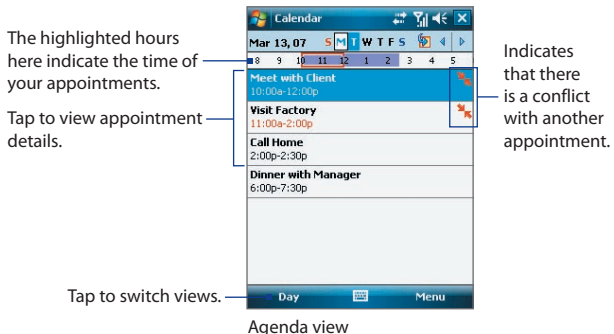 The highlighted hours
here indicate the time of
your appointments.
Tap to view appointment
details.
Tap to switch views.
Calendar
Mar 13, 07 S M T W T F S
8 9 10 11 12 1 2 3 4 5
Meet with Client
10:00a-12:00p
Visit Factory
11:00a-2:00p
Call Home
2:00p-2:30p
Dinner with Manager
6:00p-7:30p
Day Menu
Indicates
that there
is a conflict
with another
appointment.
Agenda view